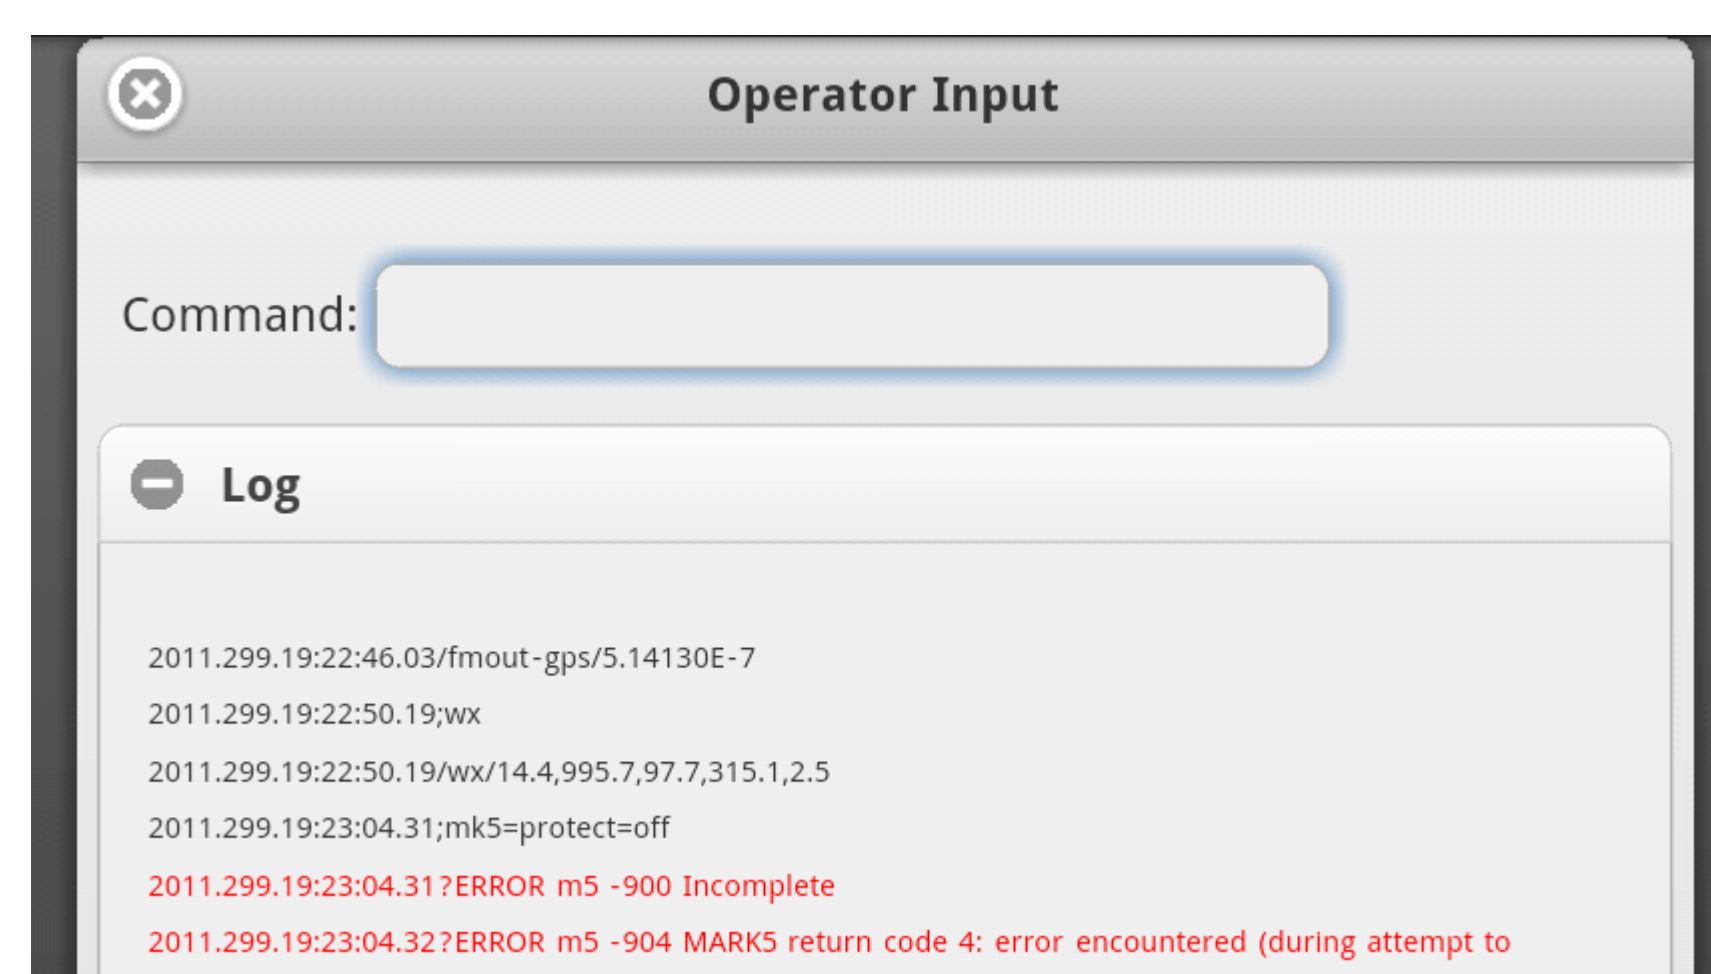 Operator Input
Command:
Log
2011.299.19:22:46.03/fmout-gps/5.14130E-7
2011.299.19:22:50.19;wx
2011.299.19:22:50.19/wx/14.4,995.7,97.7,315.1,2.5
2011.299.19:23:04.31;mk5=protect=off
2011.299.19:23:04.31?ERROR m5 -900 Incomplete
2011.299.19:23:04.32?ERROR m5 -904 MARK5 return code 4: error encountered (during attempt to